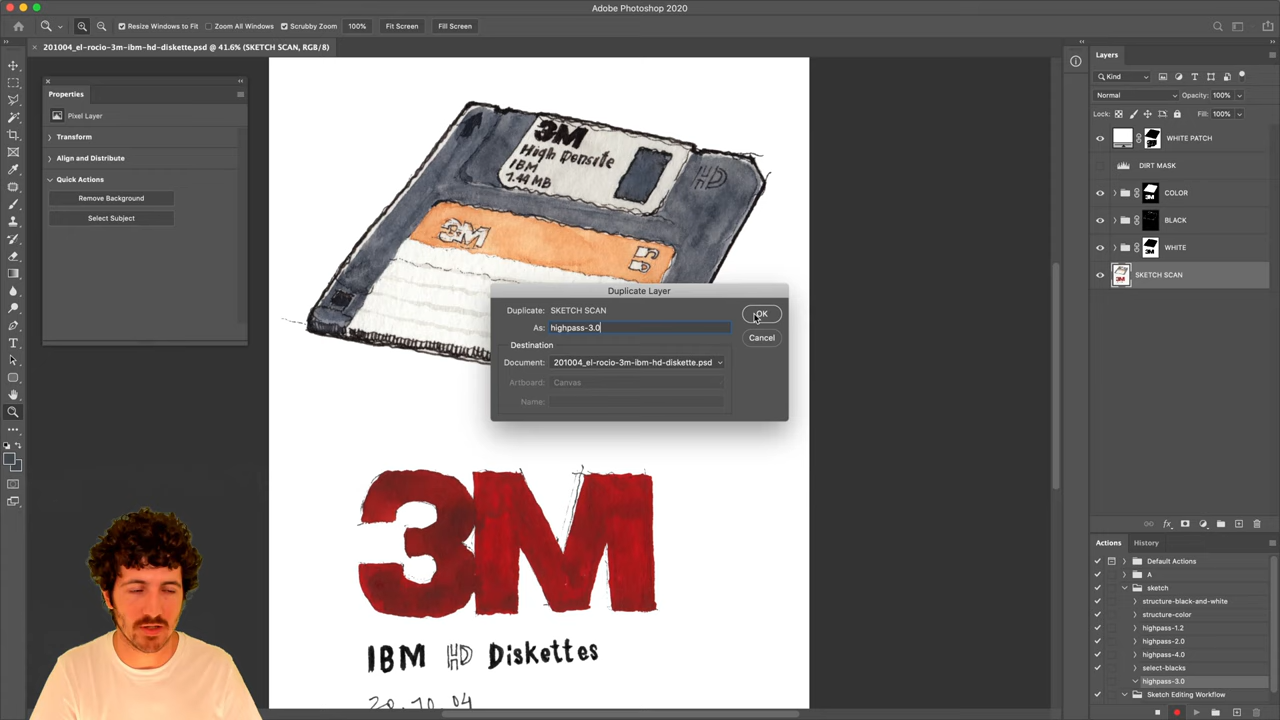 Adobe Photoshop 2020
Resize Windows to Fit
Zoom All Windows
Scrubby Zoom
100%
Fit Screen
Fill Screen
201004_el-rocio-3m-ibm-hd-diskette.psd @ 41.6% (SKETCH SCAN, RGB/8)
Properties
Pixel Layer
Transform
Align and Distribute
Quick Actions
Remove Background
Select Subject
3M
High Density
IBM
1.44 MB
HD
3M
Duplicate Layer
Duplicate: SKETCH SCAN
As: highpass-3.0
Destination
Document: 201004_el-rocio-3m-ibm-hd-diskette.psd
Artboard: Canvas
Name:
OK
Cancel
3M
IBM HD Diskettes
20.10.04
Layers
Kind
Normal
Opacity: 100%
Lock:
Fill: 100%
WHITE PATCH
DIRT MASK
COLOR
BLACK
WHITE
SKETCH SCAN
fx
Actions
History
Default Actions
A
sketch
structure-black-and-white
structure-color
highpass-1.2
highpass-2.0
highpass-4.0
select-blacks
highpass-3.0
Sketch Editing Workflow